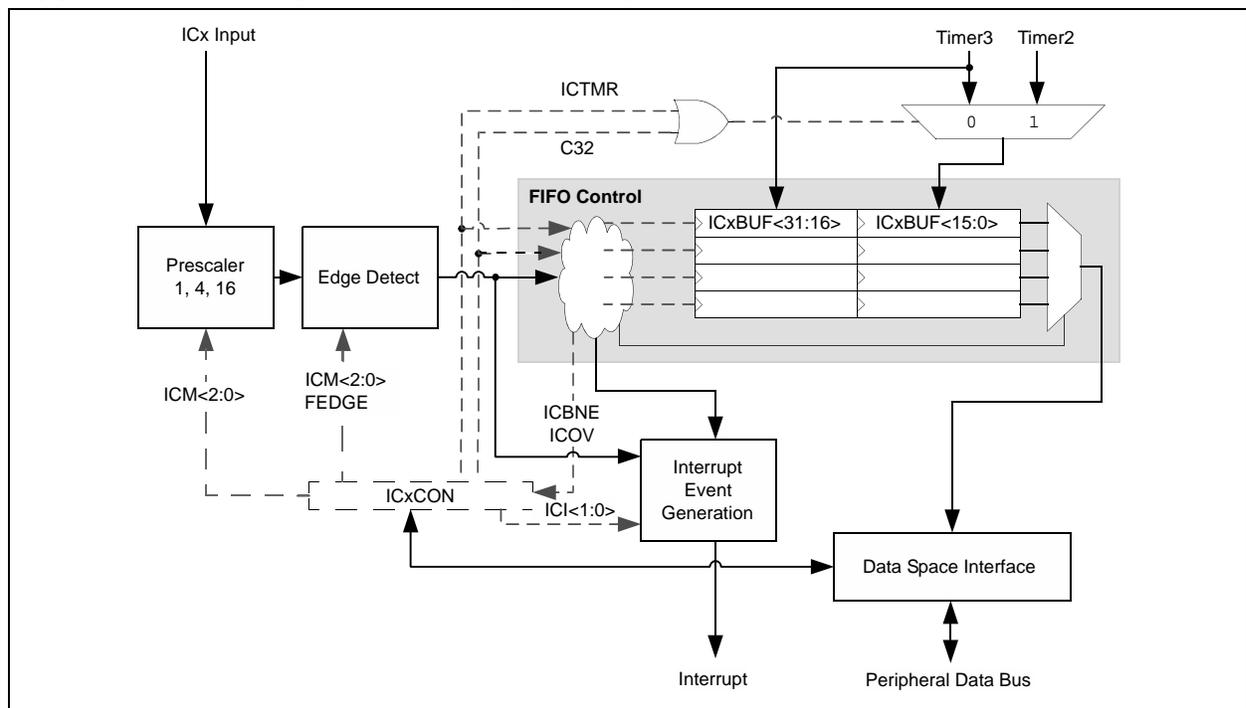 ICx Input
Timer3
Timer2
ICTMR
0
1
C32
FIFO Control
ICxBUF<31:16>
ICxBUF<15:0>
Prescaler
1, 4, 16
Edge Detect
ICM<2:0>
ICM<2:0>
FEDGE
ICBNE
ICOV
Interrupt
Event
Generation
ICxCON
ICI<1:0>
Data Space Interface
Interrupt
Peripheral Data Bus